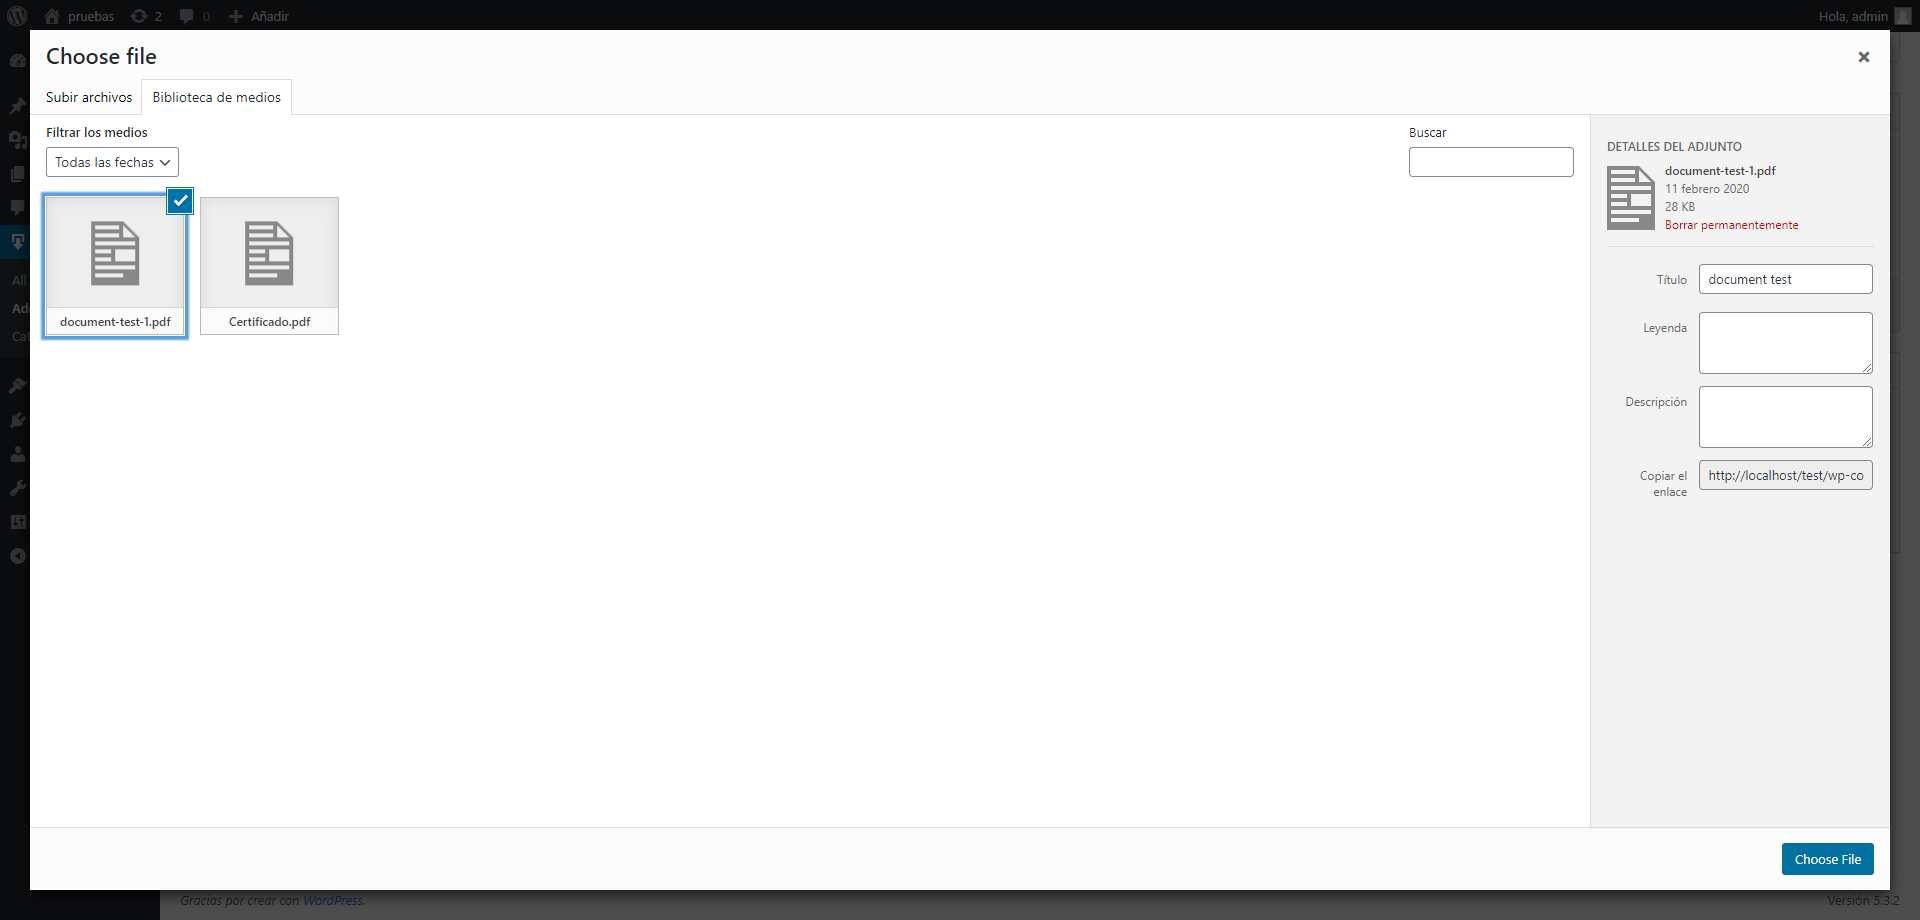 pruebas 2 0 Añadir
Hola, admin
Choose file
Subir archivos
Biblioteca de medios
Filtrar los medios
Todas las fechas
Buscar
document-test-1.pdf
Certificado.pdf
DETALLES DEL ADJUNTO
document-test-1.pdf
11 febrero 2020
28 KB
Borrar permanentemente
Título
document test
Leyenda
Descripción
Copiar el
enlace
http://localhost/test/wp-co
All
Choose File
Gracias por crear con WordPress.
Versión 5.3.2